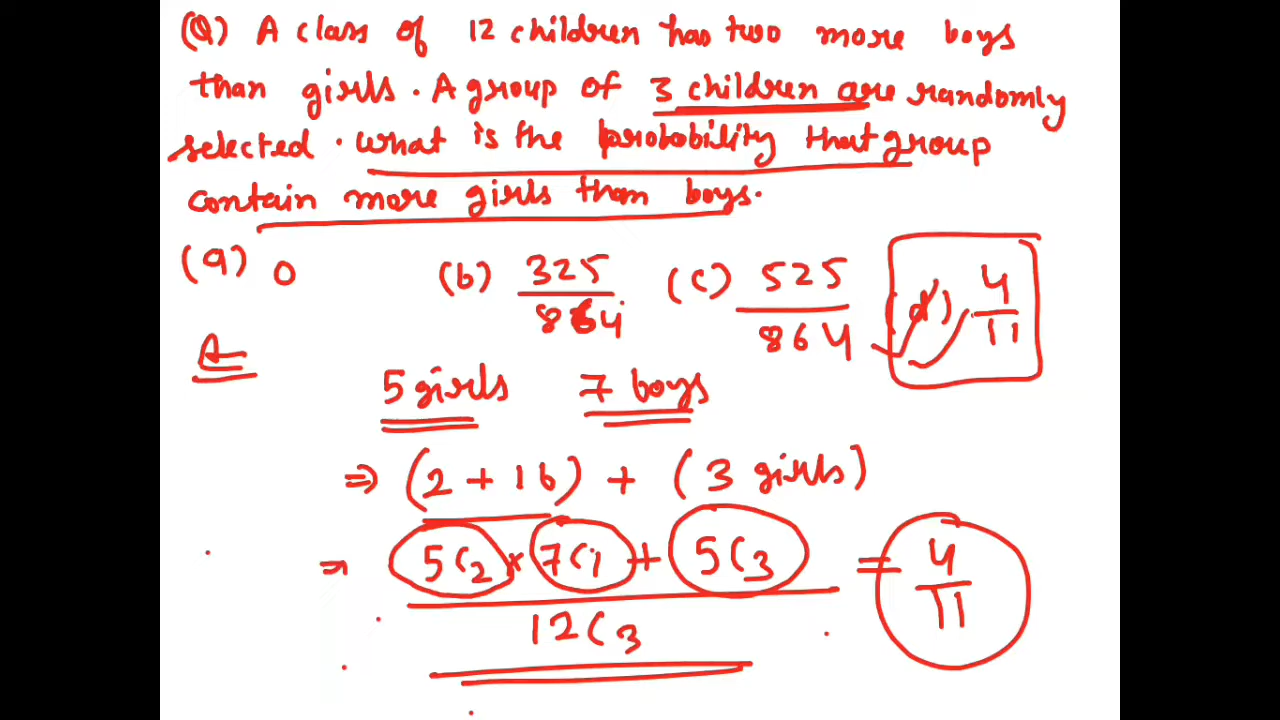 (Q) A class of 12 children has two more boys
than girls. A group of 3 children are randomly
selected. What is the probability that group
contain more girls than boys.
(a) 0 (b) 325/864 (c) 525/864 (d) 4/11
A
5 girls 7 boys
⇒ (2 + 1b) + (3 girls)
⇒ (5C2 × 7C1 + 5C3)/12C3 = 4/11